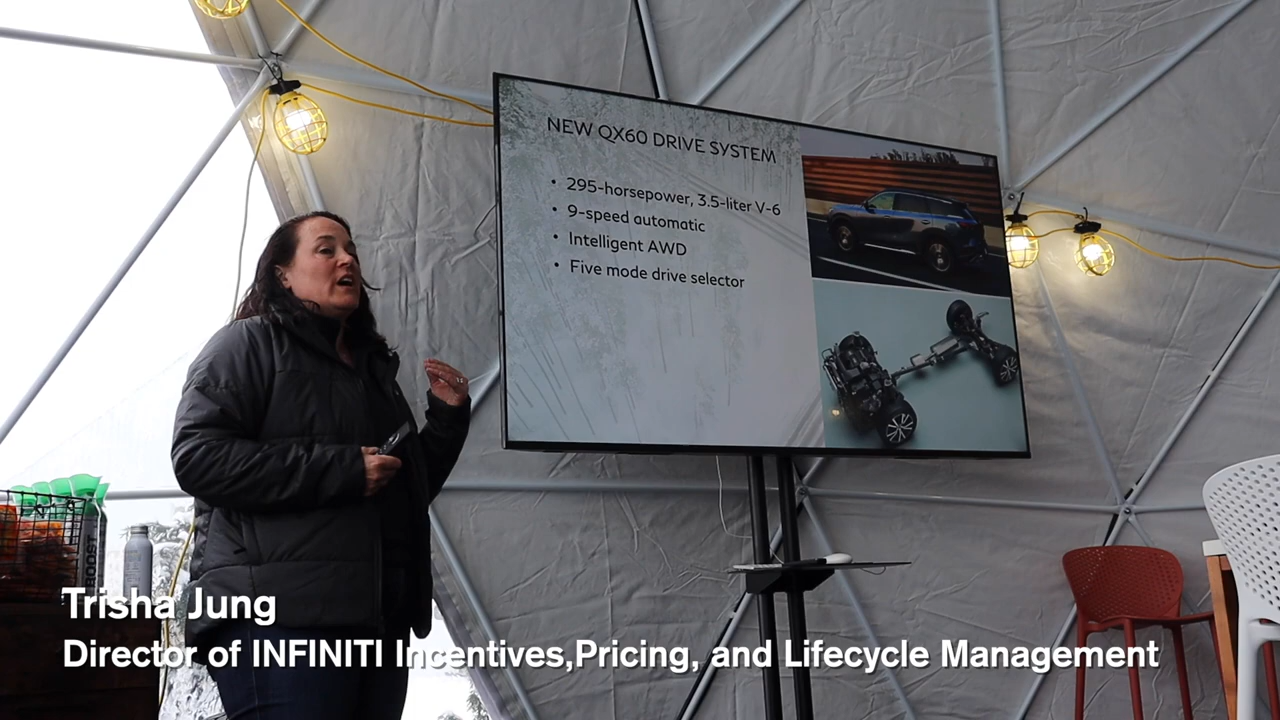 NEW QX60 DRIVE SYSTEM
• 295-horsepower, 3.5-liter V-6
• 9-speed automatic
• Intelligent AWD
• Five mode drive selector
BOOST
Trisha Jung
Director of INFINITI Incentives,Pricing, and Lifecycle Management